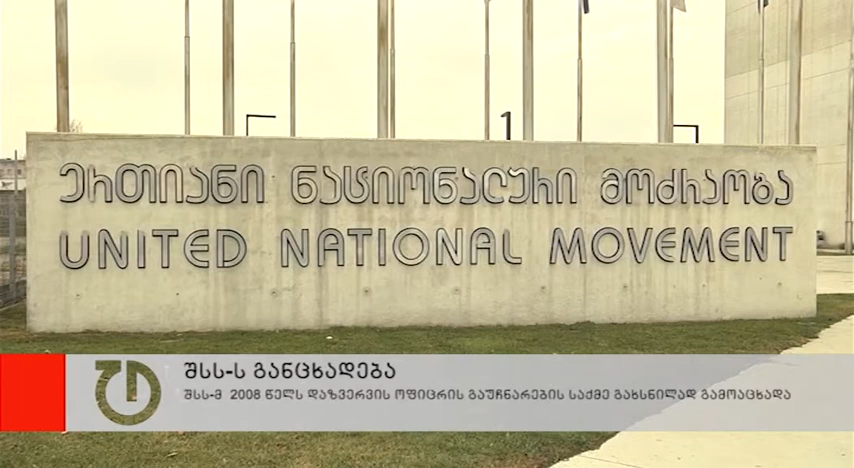 ერთიანი ნაციონალური მოძრაობა
UNITED NATIONAL MOVEMENT
შსს-ს განცხადება
შსს-მ 2008 წელს დაზვერვის ოფიცრის გაუჩინარების საქმე გახსნილად გამოაცხადა